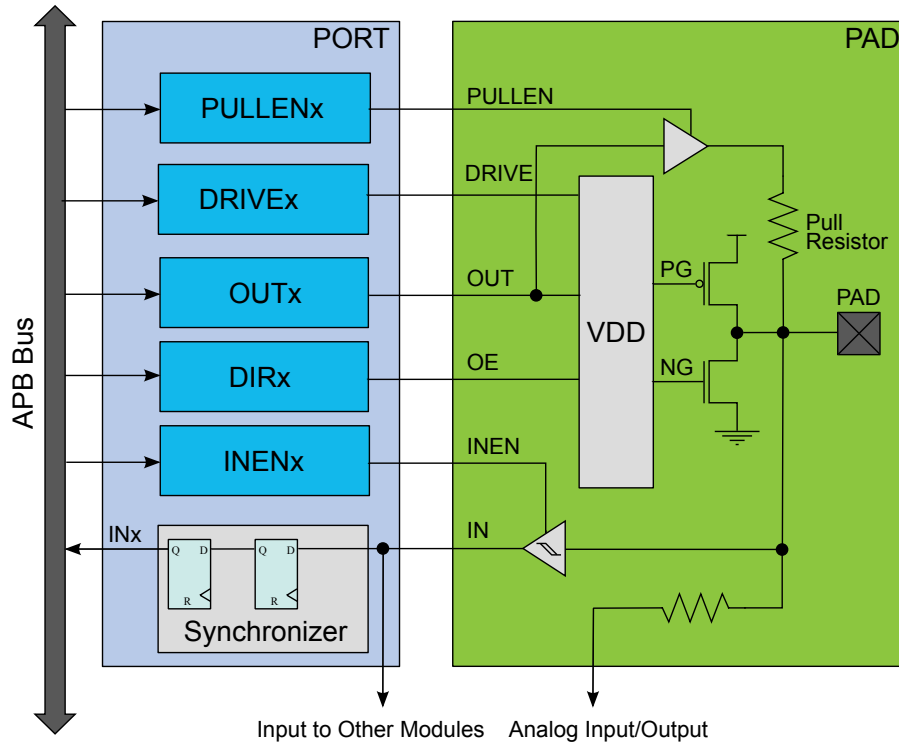 PORT
PAD
APB Bus
PULLENx
PULLEN
DRIVEx
DRIVE
Pull
Resistor
OUTx
OUT
PG
PAD
VDD
DIRx
OE
NG
INENx
INEN
INx
IN
Q D
Q D
R
R
Synchronizer
Input to Other Modules
Analog Input/Output